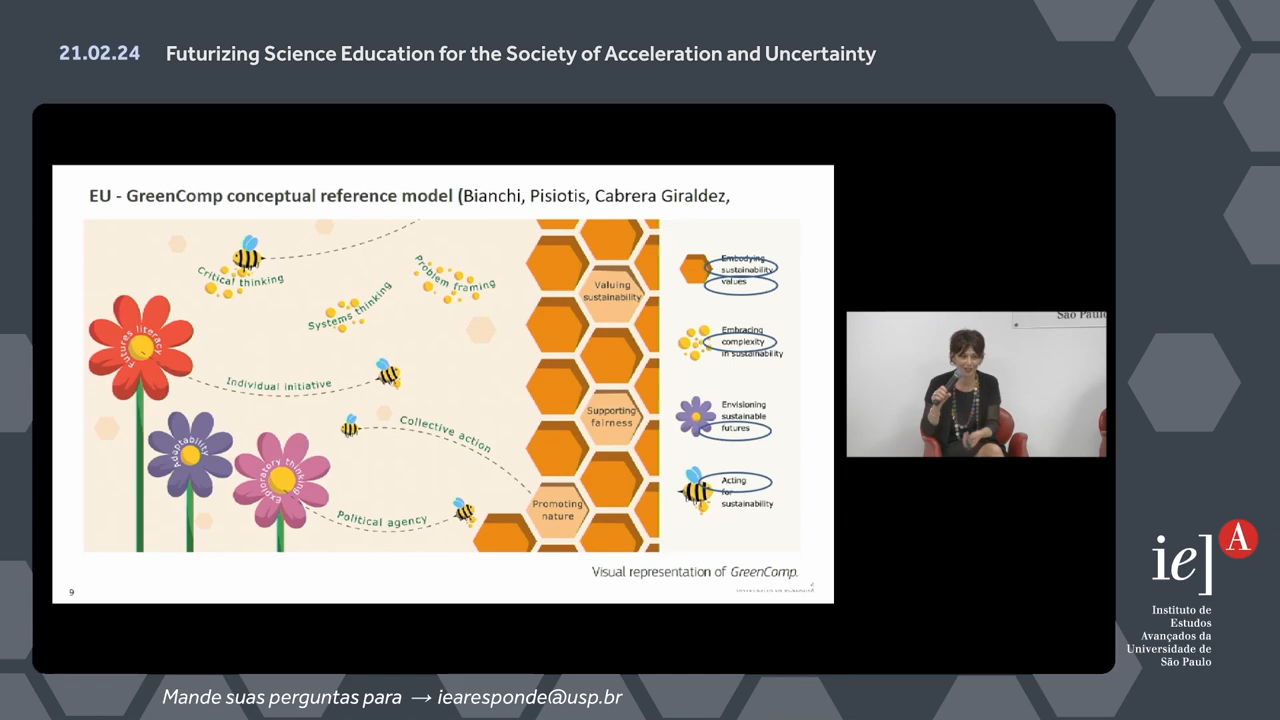 21.02.24 Futurizing Science Education for the Society of Acceleration and Uncertainty
EU - GreenComp conceptual reference model (Bianchi, Pisiotis, Cabrera Giraldez,
Critical thinking
Systems thinking
Problem framing
Futures literacy
Individual initiative
Adaptability
Exploratory thinking
Collective action
Political agency
Valuing
sustainability
Supporting
fairness
Promoting
nature
Embodying
sustainability
values
Embracing
complexity
in sustainability
Envisioning
sustainable
futures
Acting
for
sustainability
Visual representation of GreenComp.
9
São Paulo
iea
Instituto de
Estudos
Avançados da
Universidade de
São Paulo
Mande suas perguntas para → iearesponde@usp.br